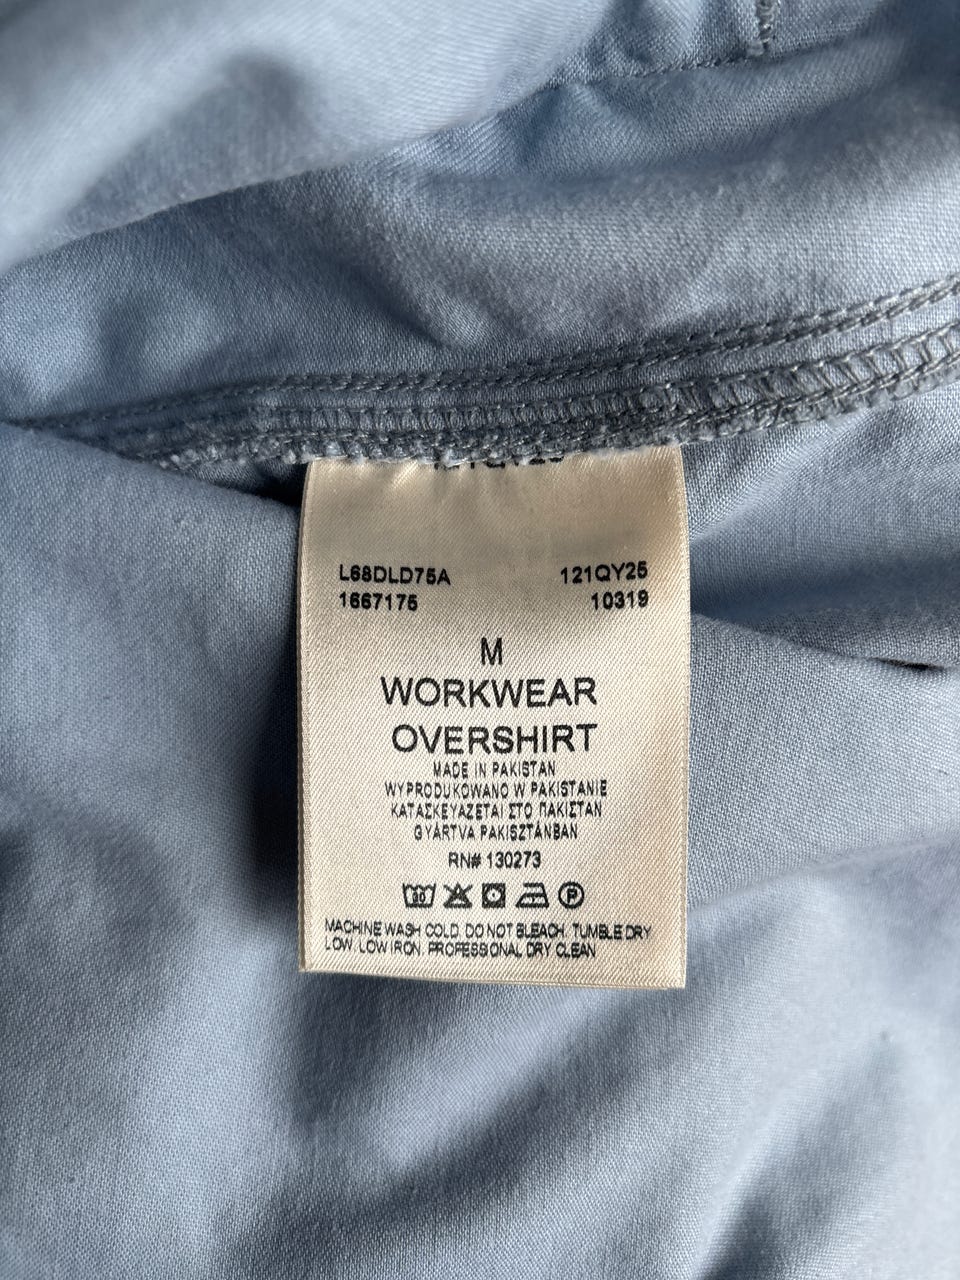 L68DLD75A 121QY25
1667175 10319
M
WORKWEAR
OVERSHIRT
MADE IN PAKISTAN
WYPRODUKOWANO W PAKISTANIE
ΚΑΤΑΣΚΕΥΑΖΕΤΑΙ ΣΤΟ ΠΑΚΙΣΤΑΝ
GYÁRTVA PAKISZTÁNBAN
RN# 130273
30 P
MACHINE WASH COLD. DO NOT BLEACH. TUMBLE DRY
LOW. LOW IRON. PROFESSIONAL DRY CLEAN